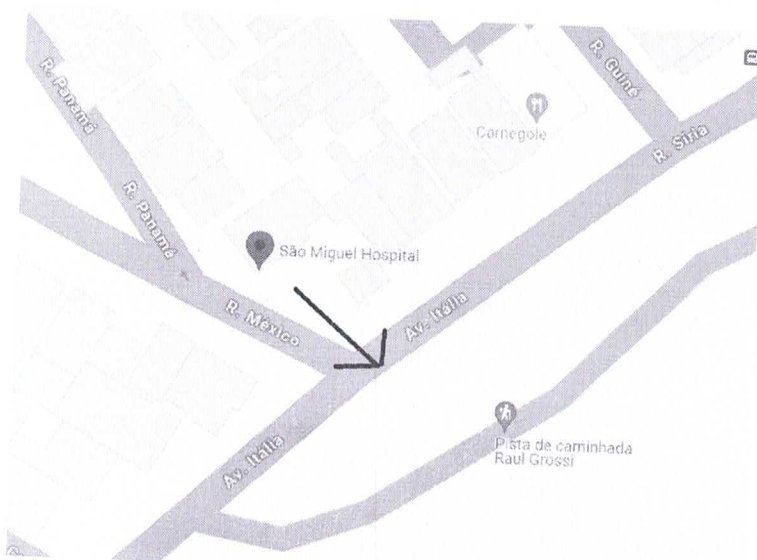 R. Panamá
R. Guiné
Carnegole
R. Síria
R. Panamá
São Miguel Hospital
R. México
Av. Itália
Av. Itália
Pista de caminhada
Raul Grossi